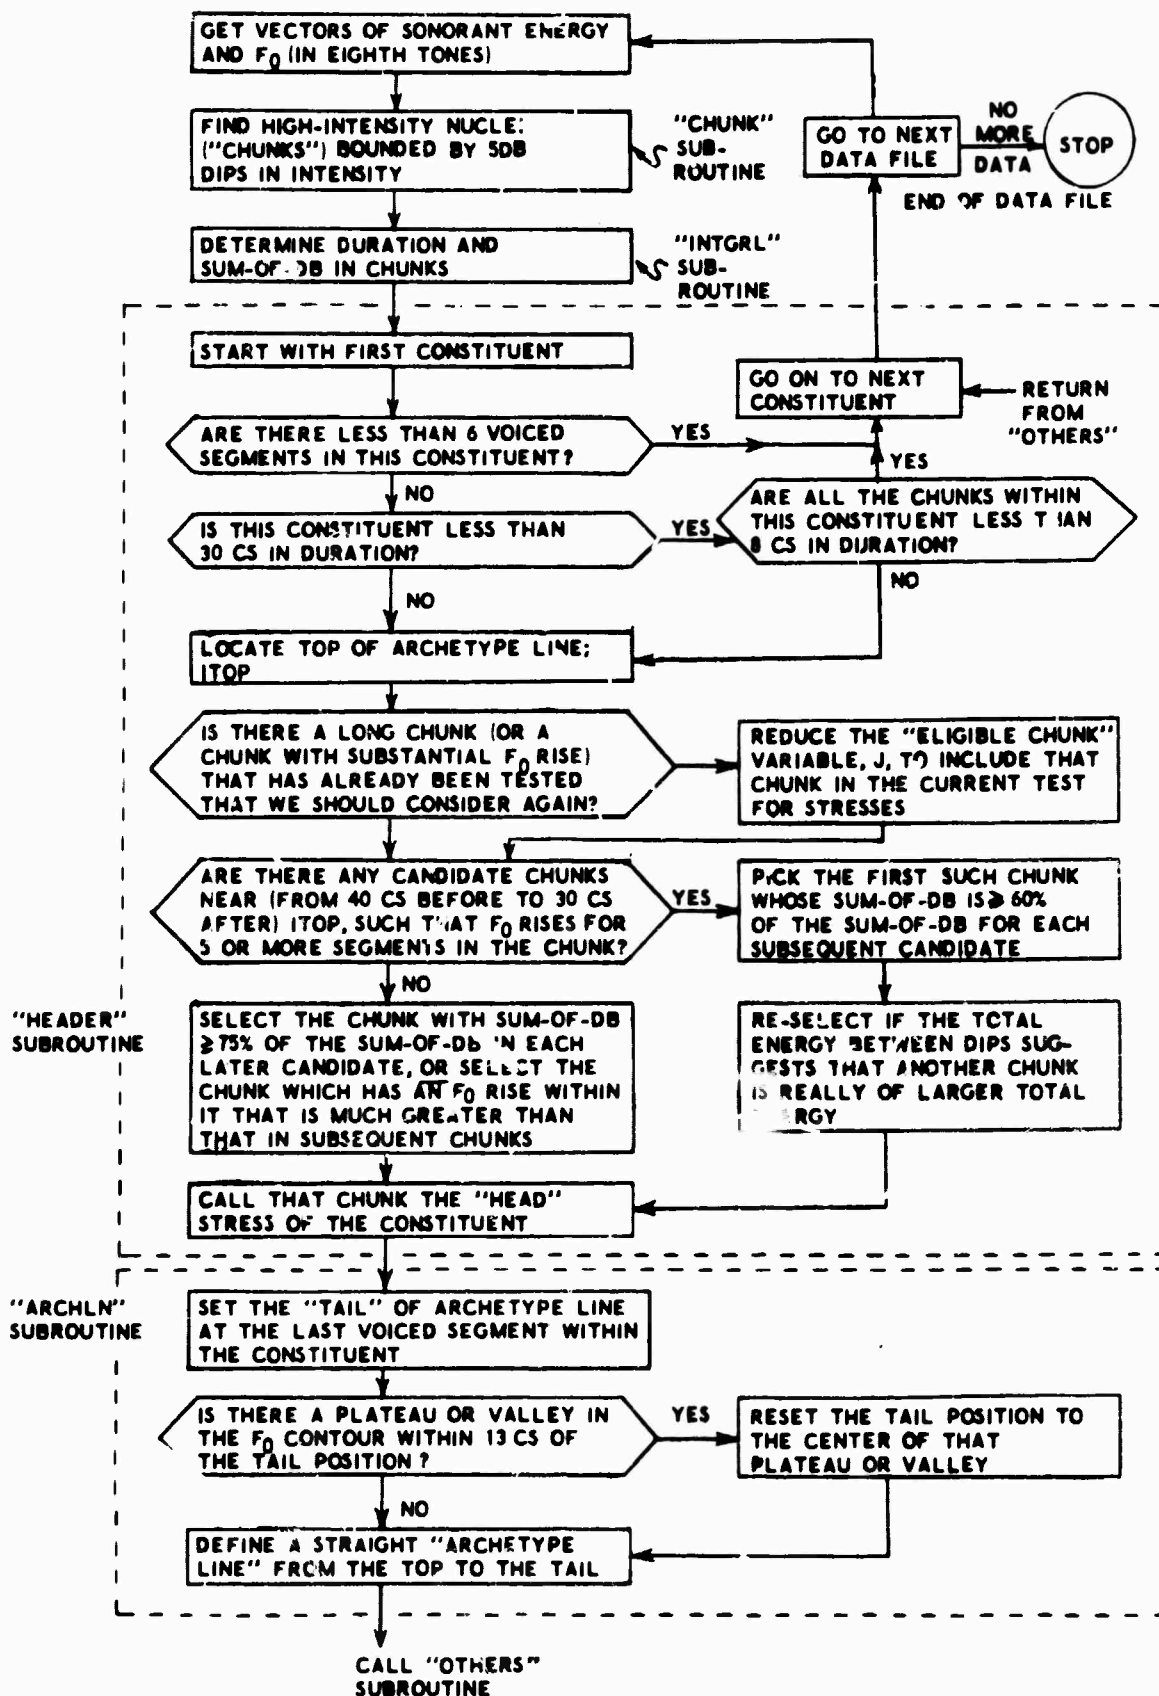 GET VECTORS OF SONORANT ENERGY
AND F0 (IN EIGHTH TONES)
FIND HIGH-INTENSITY NUCLE:
("CHUNKS") BOUNDED BY 5DB
DIPS IN INTENSITY
"CHUNK"
SUB-
ROUTINE
GO TO NEXT
DATA FILE
NO
MORE
DATA
STOP
END OF DATA FILE
DETERMINE DURATION AND
SUM-OF-DB IN CHUNKS
"INTGRL"
SUB-
ROUTINE
START WITH FIRST CONSTITUENT
GO ON TO NEXT
CONSTITUENT
RETURN
FROM
"OTHERS"
ARE THERE LESS THAN 6 VOICED
SEGMENTS IN THIS CONSTITUENT?
YES
YES
NO
IS THIS CONSTITUENT LESS THAN
30 CS IN DURATION?
YES
ARE ALL THE CHUNKS WITHIN
THIS CONSTITUENT LESS THAN
8 CS IN DURATION?
NO
NO
LOCATE TOP OF ARCHETYPE LINE;
ITOP
IS THERE A LONG CHUNK (OR A
CHUNK WITH SUBSTANTIAL F0 RISE)
THAT HAS ALREADY BEEN TESTED
THAT WE SHOULD CONSIDER AGAIN?
REDUCE THE "ELIGIBLE CHUNK"
VARIABLE, J, TO INCLUDE THAT
CHUNK IN THE CURRENT TEST
FOR STRESSES
ARE THERE ANY CANDIDATE CHUNKS
NEAR (FROM 40 CS BEFORE TO 30 CS
AFTER) ITOP, SUCH THAT F0 RISES FOR
5 OR MORE SEGMENTS IN THE CHUNK?
YES
PICK THE FIRST SUCH CHUNK
WHOSE SUM-OF-DB IS ≥ 60%
OF THE SUM-OF-DB FOR EACH
SUBSEQUENT CANDIDATE
NO
"HEADER"
SUBROUTINE
SELECT THE CHUNK WITH SUM-OF-DB
≥ 75% OF THE SUM-OF-DB IN EACH
LATER CANDIDATE, OR SELECT THE
CHUNK WHICH HAS AN F0 RISE WITHIN
IT THAT IS MUCH GREATER THAN
THAT IN SUBSEQUENT CHUNKS
RE-SELECT IF THE TOTAL
ENERGY BETWEEN DIPS SUG-
GESTS THAT ANOTHER CHUNK
IS REALLY OF LARGER TOTAL
CALL THAT CHUNK THE "HEAD"
STRESS OF THE CONSTITUENT
"ARCHLN"
SUBROUTINE
SET THE "TAIL" OF ARCHETYPE LINE
AT THE LAST VOICED SEGMENT WITHIN
THE CONSTITUENT
IS THERE A PLATEAU OR VALLEY IN
THE F0 CONTOUR WITHIN 13 CS OF
THE TAIL POSITION?
YES
RESET THE TAIL POSITION TO
THE CENTER OF THAT
PLATEAU OR VALLEY
NO
DEFINE A STRAIGHT "ARCHETYPE
LINE" FROM THE TOP TO THE TAIL
CALL "OTHERS"
SUBROUTINE